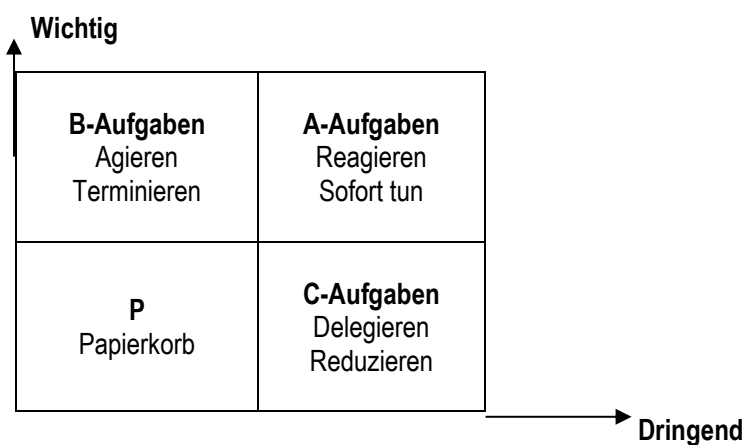 Wichtig
B-Aufgaben
Agieren
Terminieren
A-Aufgaben
Reagieren
Sofort tun
P
Papierkorb
C-Aufgaben
Delegieren
Reduzieren
Dringend